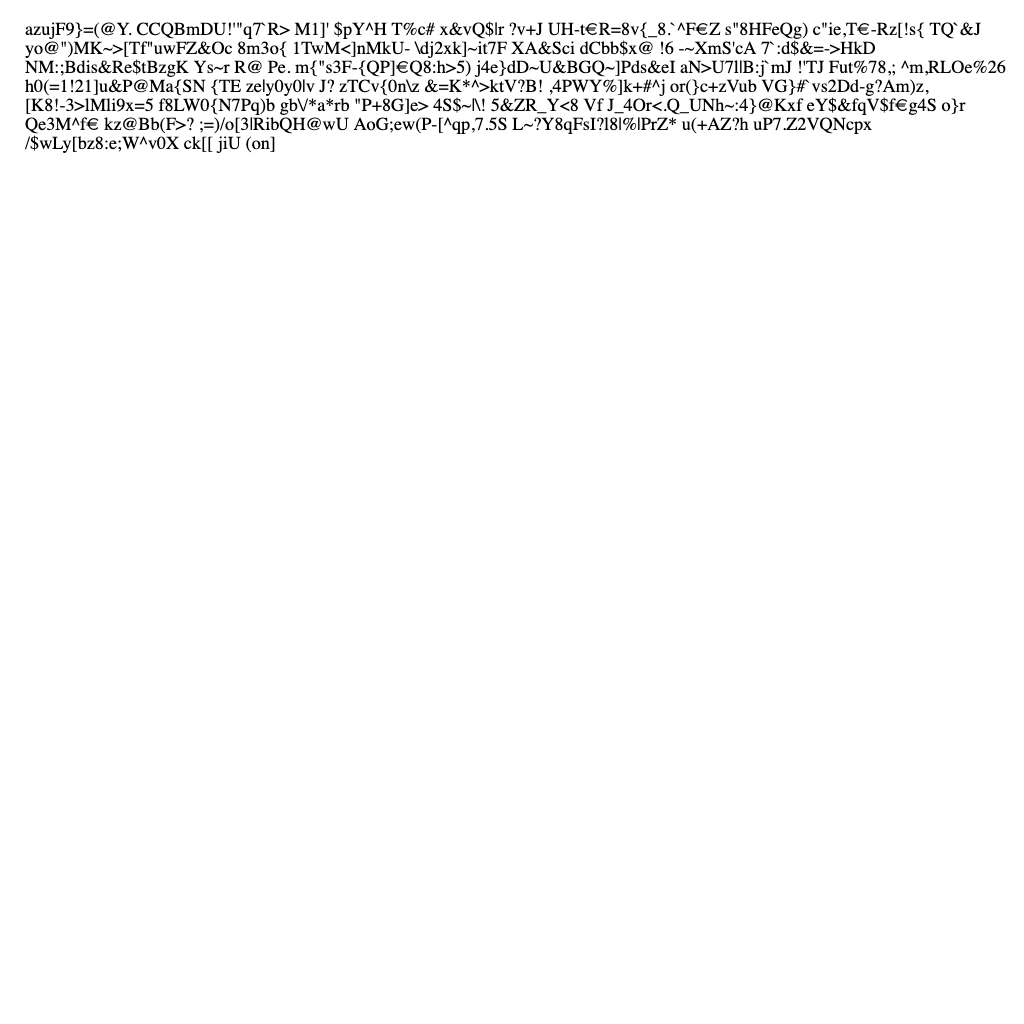 azujF9}=(@Y. CCQBmDU!'"q7`R> M1]' $pY^H T%c# x&vQ$|r ?v+J UH-t€R=8v{_8.`^F€Z s"8HFeQg) c"ie,T€-Rz[!s{ TQ`&J
yo@")MK~>[Tf"uwFZ&Oc 8m3o{ 1TwM<]nMkU- \dj2xk]~it7F XA&Sci dCbb$x@ !6 -~XmS'cA 7`:d$&=->HkD
NM:;Bdis&Re$tBzgK Ys~r R@ Pe. m{"s3F-{QP]€Q8:h>5) j4e}dD~U&BGQ~]Pds&eI aN>U7l|B:j`mJ !'TJ Fut%78,; ^m,RLOe%26
h0(=1!21]u&P@Ma{SN {TE ze|y0y0|v J? zTCv{0n\z &=K*^>ktV?B! ,4PWY%]k+#^j or(}c+zVub VG}#`vs2Dd-g?Am)z,
[K8!-3>lMli9x=5 f8LW0{N7Pq)b gb\/*a*rb "P+8G]e> 4S$~|\! 5&ZR_Y<8 Vf J_4Or<.Q_UNh~:4}@Kxf eY$&fqV$f€g4S o}r
Qe3M^f€ kz@Bb(F>? ;=)/o[3|RibQH@wU AoG;ew(P-[^qp,7.5S L~?Y8qFsI?l8|%|PrZ* u(+AZ?h uP7.Z2VQNcpx
/$wLy[bz8:e;W^v0X ck[[ jiU (on]